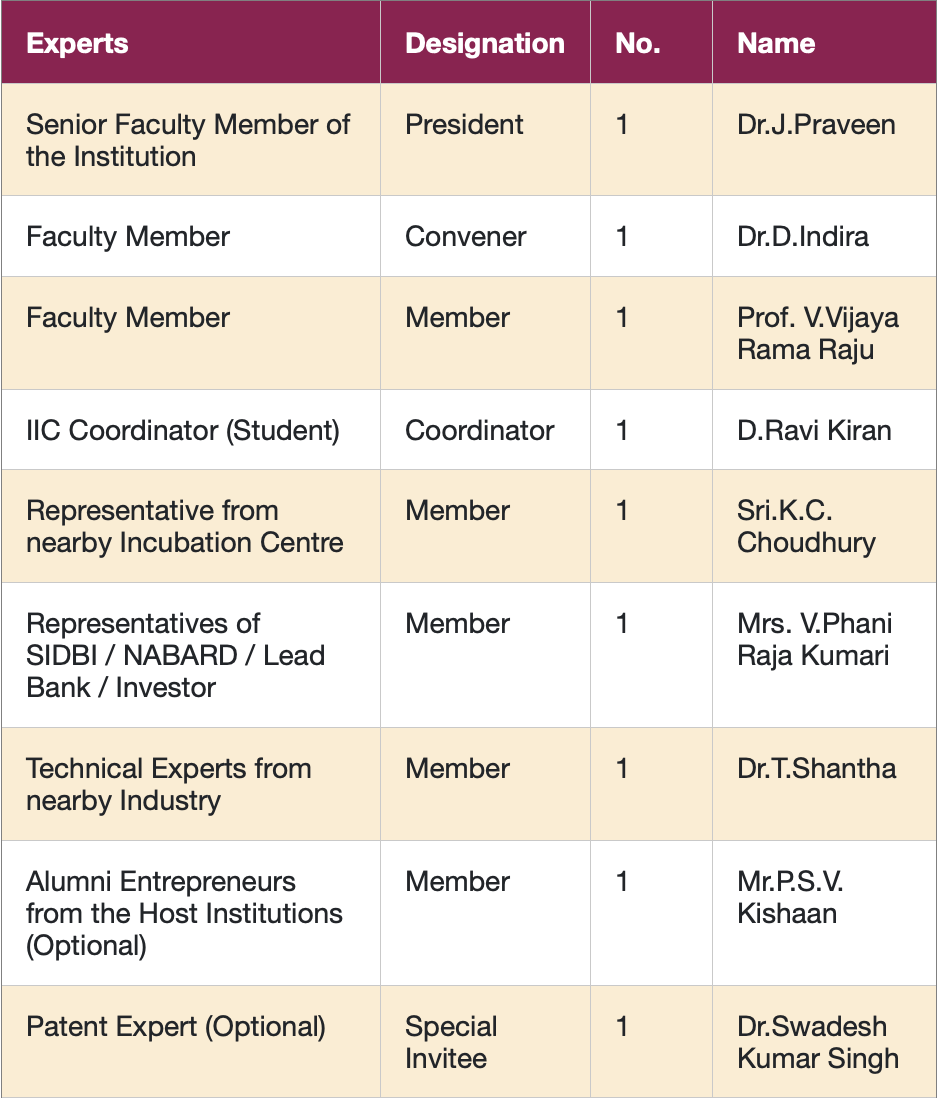 Experts Designation No. Name
Senior Faculty Member of President 1 Dr.J.Praveen
the Institution
Faculty Member Convener 1 Dr.D.Indira
Faculty Member Member 1 Prof. V.Vijaya
Rama Raju
IIC Coordinator (Student) Coordinator 1 D.Ravi Kiran
Representative from Member 1 Sri.K.C.
nearby Incubation Centre Choudhury
Representatives of Member 1 Mrs. V.Phani
SIDBI / NABARD / Lead Raja Kumari
Bank / Investor
Technical Experts from Member 1 Dr.T.Shantha
nearby Industry
Alumni Entrepreneurs Member 1 Mr.P.S.V.
from the Host Institutions Kishaan
(Optional)
Patent Expert (Optional) Special 1 Dr.Swadesh
Invitee Kumar Singh